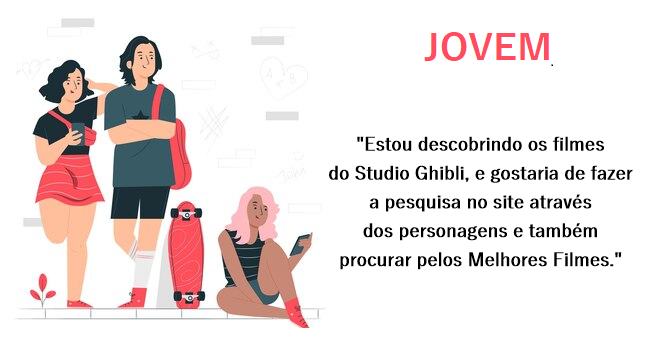 JOVEM.
"Estou descobrindo os filmes
do Studio Ghibli, e gostaria de fazer
a pesquisa no site através
dos personagens e também
procurar pelos Melhores Filmes."